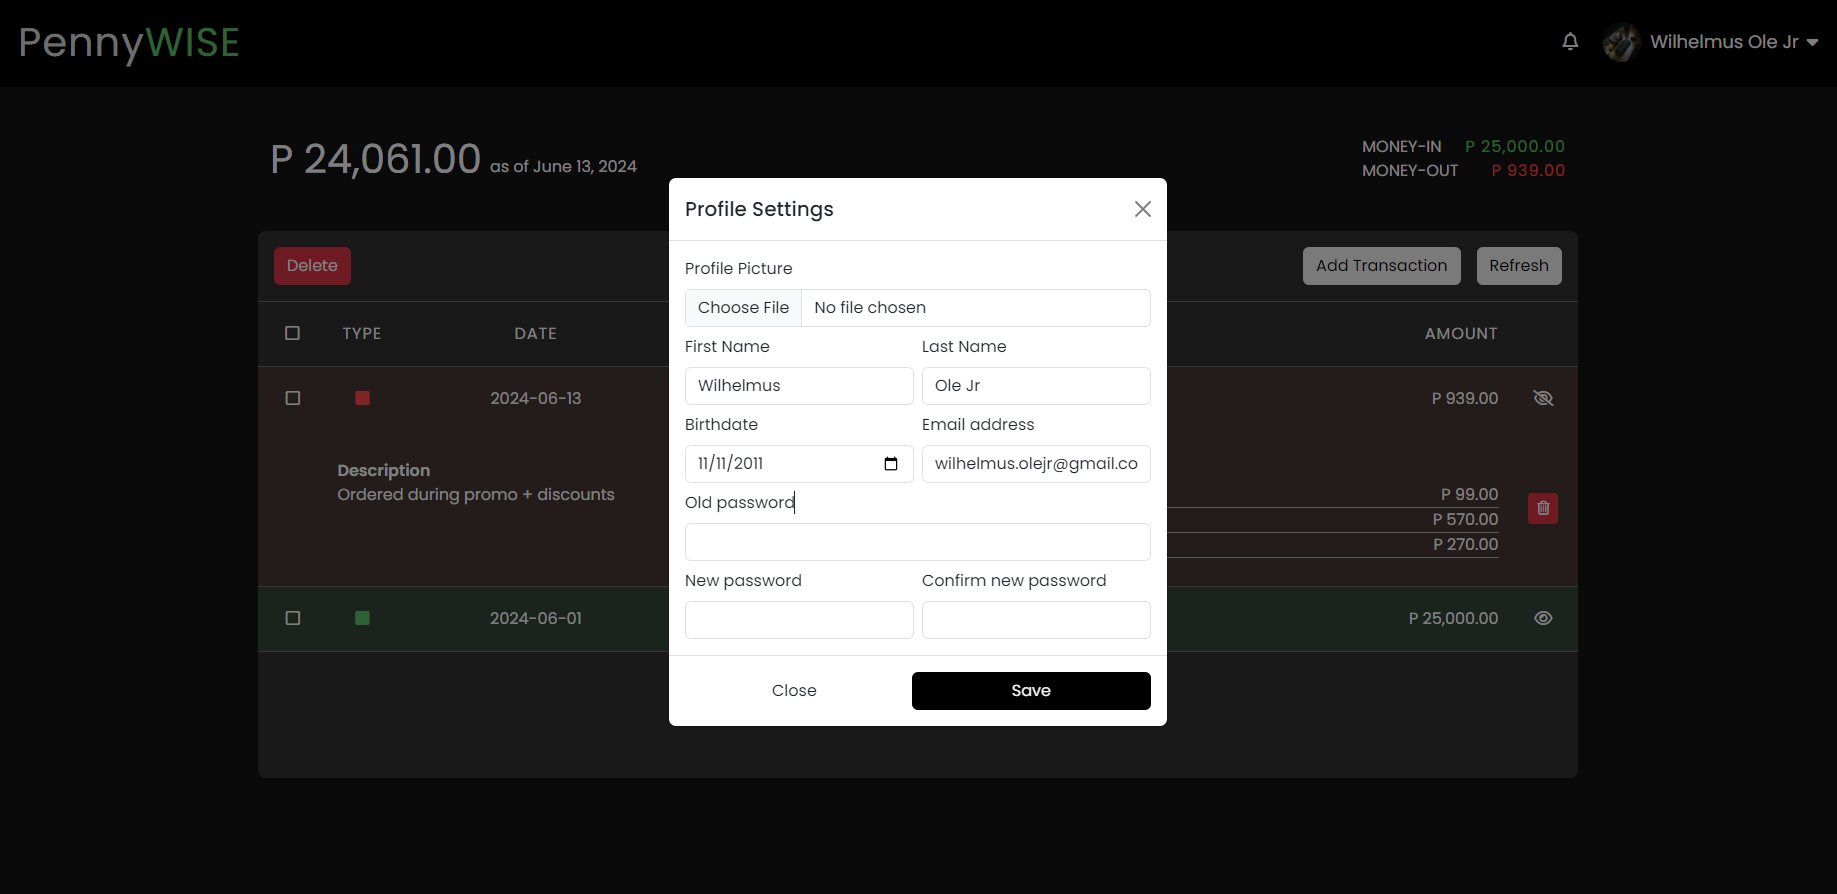 PennyWISE
Wilhelmus Ole Jr
P 24,061.00 as of June 13, 2024
MONEY-IN P 25,000.00
MONEY-OUT P 939.00
Profile Settings
Delete
Add Transaction
Refresh
Profile Picture
Choose File No file chosen
TYPE DATE AMOUNT
First Name Last Name
Wilhelmus Ole Jr
2024-06-13 P 939.00
Birthdate Email address
11/11/2011 wilhelmus.olejr@gmail.co
Description
Ordered during promo + discounts
P 99.00
P 570.00
P 270.00
Old password
New password Confirm new password
2024-06-01 P 25,000.00
Close Save